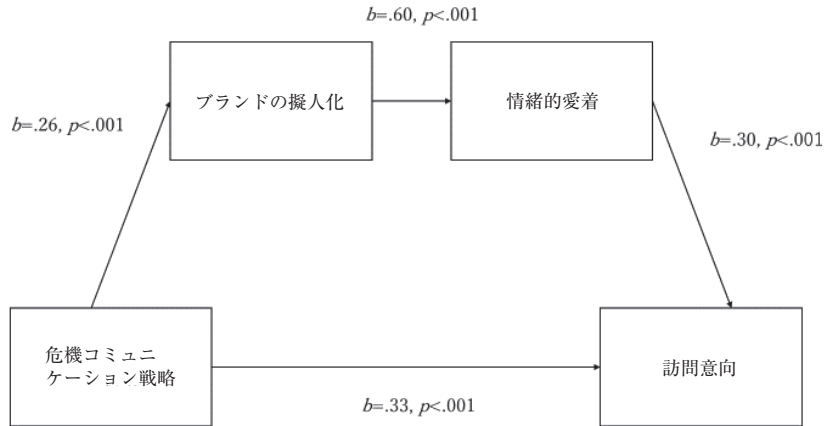 b=.60, p<.001
ブランドの擬人化
情緒的愛着
b=.26, p<.001
b=.30, p<.001
危機コミュニ
ケーション戦略
訪問意向
b=.33, p<.001